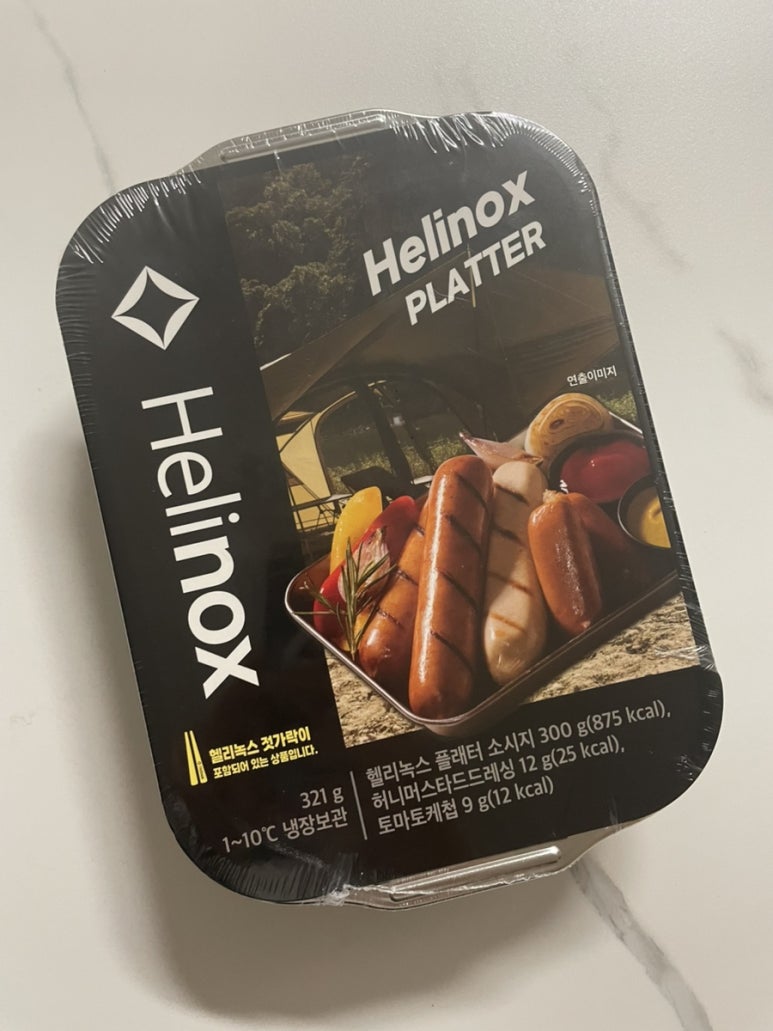 Helinox
PLATTER
연출이미지
Helinox
헬리녹스 젓가락이
포함되어 있는 상품입니다.
321 g
1~10℃ 냉장보관
헬리녹스 플래터 소시지 300 g(875 kcal),
허니머스타드드레싱 12 g(25 kcal),
토마토케첩 9 g(12 kcal)